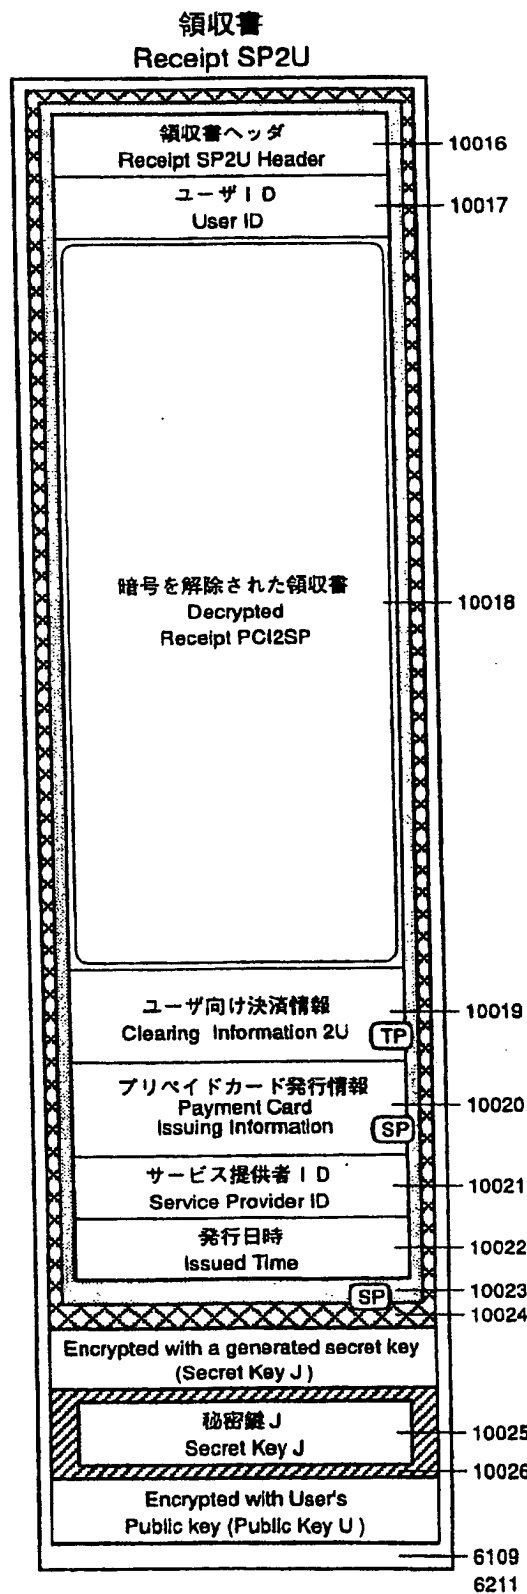 領収書
Receipt SP2U
領収書ヘッダ
Receipt SP2U Header
10016
ユーザID
User ID
10017
暗号を解除された領収書
Decrypted
Receipt PCI2SP
10018
ユーザ向け決済情報
Clearing Information 2U
TP
10019
プリペイドカード発行情報
Payment Card
Issuing Information
SP
10020
サービス提供者ID
Service Provider ID
10021
発行日時
Issued Time
10022
SP
10023
10024
Encrypted with a generated secret key
(Secret Key J)
秘密鍵J
Secret Key J
10025
10026
Encrypted with User's
Public key (Public Key U)
6109
6211